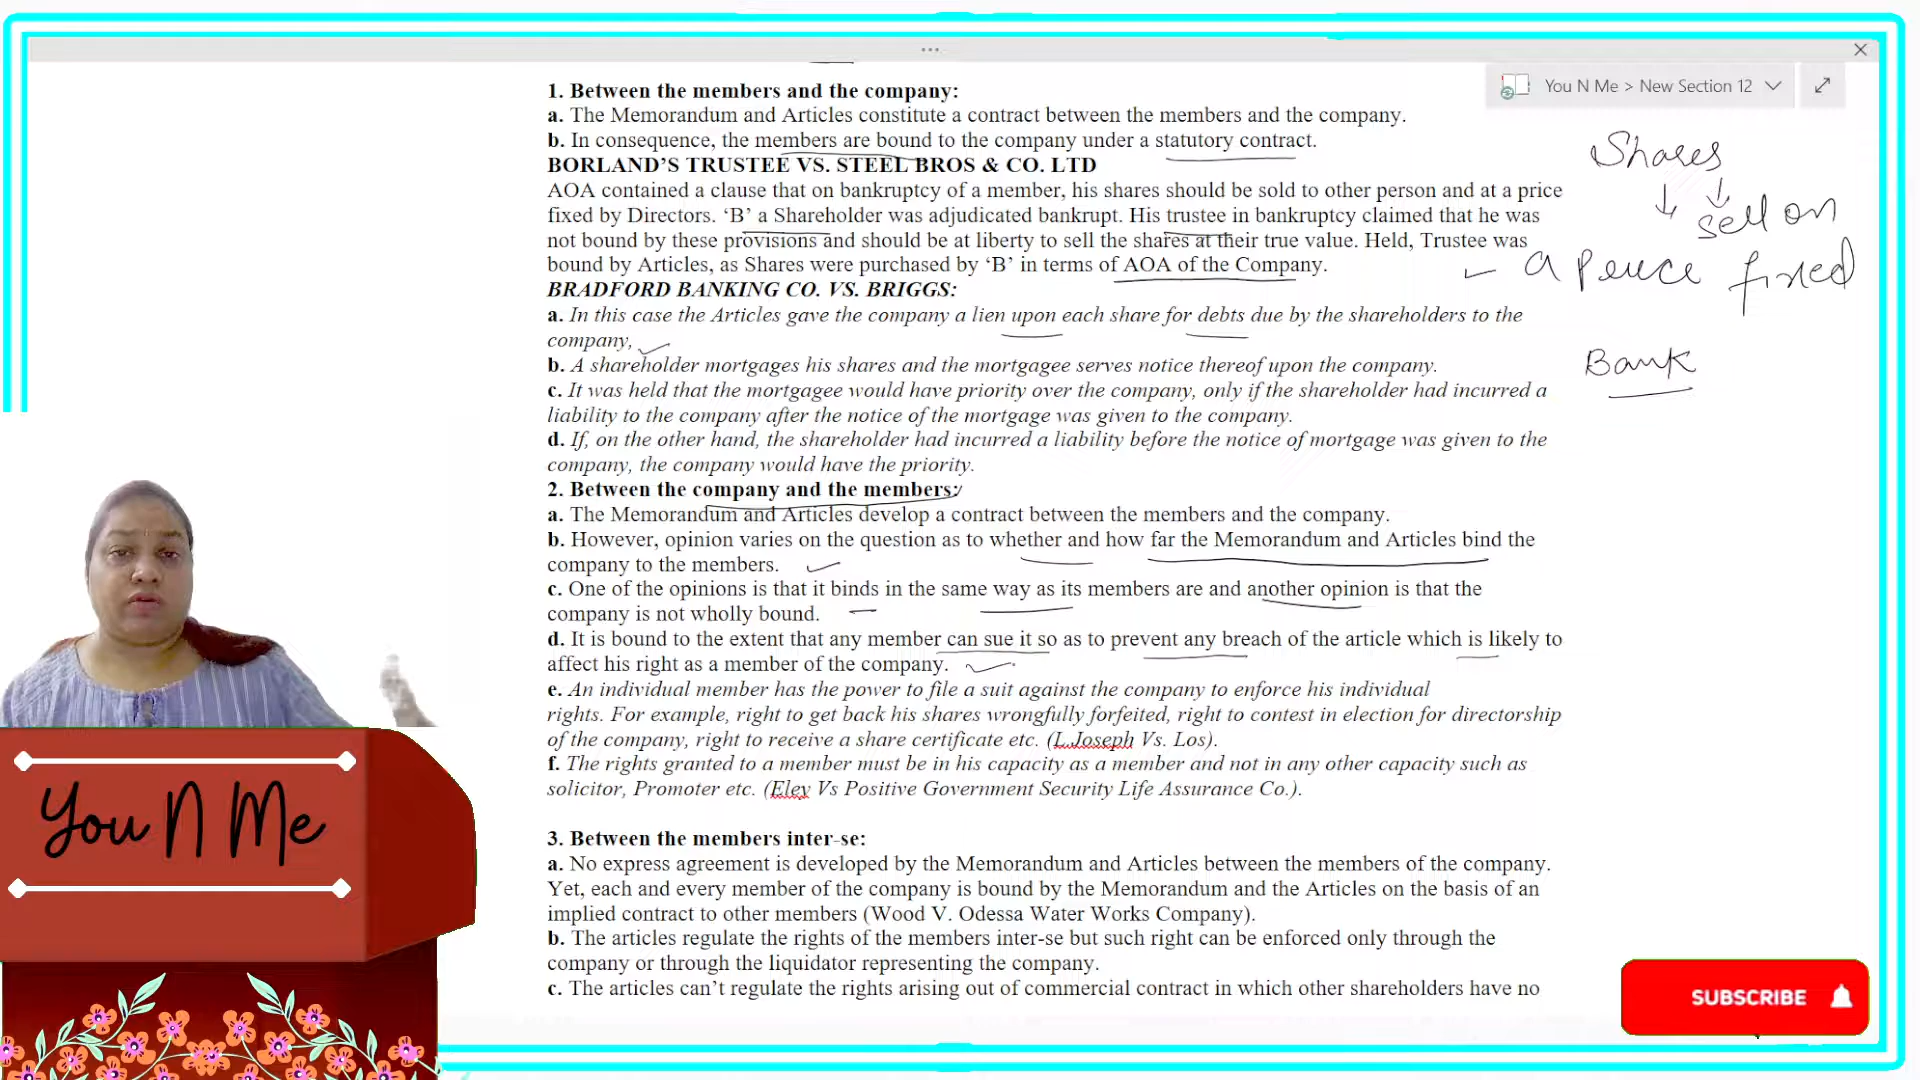 You N Me > New Section 12
1. Between the members and the company:
a. The Memorandum and Articles constitute a contract between the members and the company.
b. In consequence, the members are bound to the company under a statutory contract.
BORLAND’S TRUSTEE VS. STEEL BROS & CO. LTD
AOA contained a clause that on bankruptcy of a member, his shares should be sold to other person and at a price
fixed by Directors. ‘B’ a Shareholder was adjudicated bankrupt. His trustee in bankruptcy claimed that he was
not bound by these provisions and should be at liberty to sell the shares at their true value. Held, Trustee was
bound by Articles, as Shares were purchased by ‘B’ in terms of AOA of the Company.
BRADFORD BANKING CO. VS. BRIGGS:
a. In this case the Articles gave the company a lien upon each share for debts due by the shareholders to the
company,
b. A shareholder mortgages his shares and the mortgagee serves notice thereof upon the company.
c. It was held that the mortgagee would have priority over the company, only if the shareholder had incurred a
liability to the company after the notice of the mortgage was given to the company.
d. If, on the other hand, the shareholder had incurred a liability before the notice of mortgage was given to the
company, the company would have the priority.
2. Between the company and the members:
a. The Memorandum and Articles develop a contract between the members and the company.
b. However, opinion varies on the question as to whether and how far the Memorandum and Articles bind the
company to the members.
c. One of the opinions is that it binds in the same way as its members are and another opinion is that the
company is not wholly bound.
d. It is bound to the extent that any member can sue it so as to prevent any breach of the article which is likely to
affect his right as a member of the company.
e. An individual member has the power to file a suit against the company to enforce his individual
rights. For example, right to get back his shares wrongfully forfeited, right to contest in election for directorship
of the company, right to receive a share certificate etc. (L.Joseph Vs. Los).
f. The rights granted to a member must be in his capacity as a member and not in any other capacity such as
solicitor, Promoter etc. (Eley Vs Positive Government Security Life Assurance Co.).
3. Between the members inter-se:
a. No express agreement is developed by the Memorandum and Articles between the members of the company.
Yet, each and every member of the company is bound by the Memorandum and the Articles on the basis of an
implied contract to other members (Wood V. Odessa Water Works Company).
b. The articles regulate the rights of the members inter-se but such right can be enforced only through the
company or through the liquidator representing the company.
c. The articles can’t regulate the rights arising out of commercial contract in which other shareholders have no
Shares
sell on
a fixed
Bank
You N Me
SUBSCRIBE